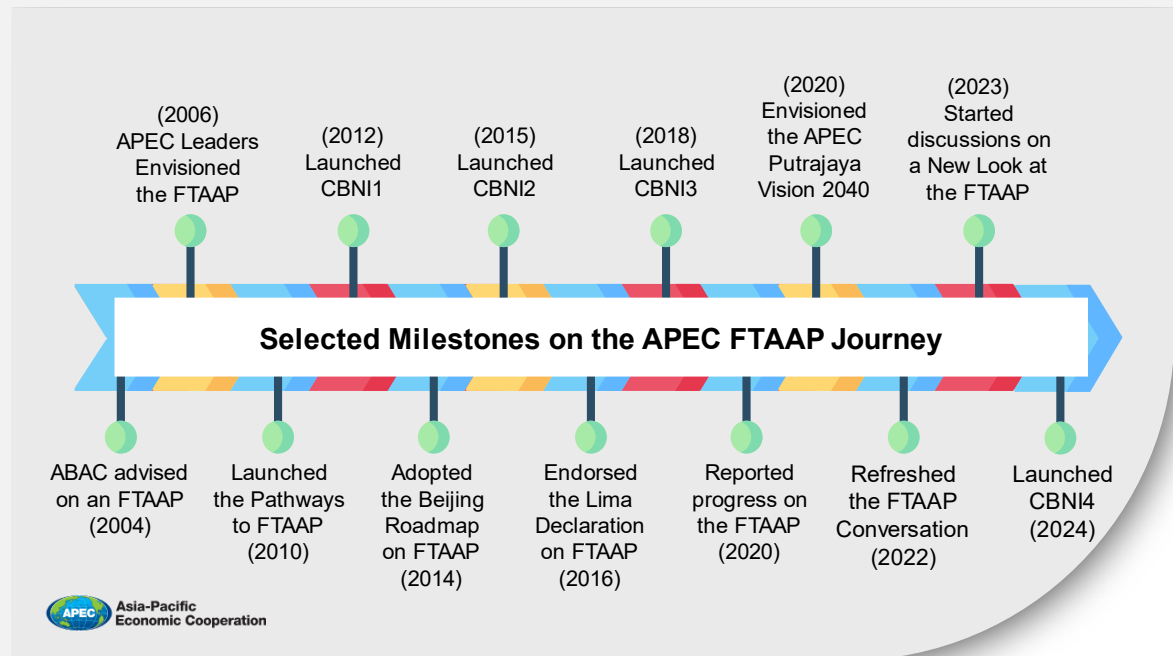 (2006)
APEC Leaders
Envisioned
the FTAAP
(2012)
Launched
CBNI1
(2015)
Launched
CBNI2
(2018)
Launched
CBNI3
(2020)
Envisioned
the APEC
Putrajaya
Vision 2040
(2023)
Started
discussions on
a New Look at
the FTAAP
Selected Milestones on the APEC FTAAP Journey
ABAC advised
on an FTAAP
(2004)
Launched
the Pathways
to FTAAP
(2010)
Adopted
the Beijing
Roadmap
on FTAAP
(2014)
Endorsed
the Lima
Declaration
on FTAAP
(2016)
Reported
progress on
the FTAAP
(2020)
Refreshed
the FTAAP
Conversation
(2022)
Launched
CBNI4
(2024)
APEC
Asia-Pacific
Economic Cooperation